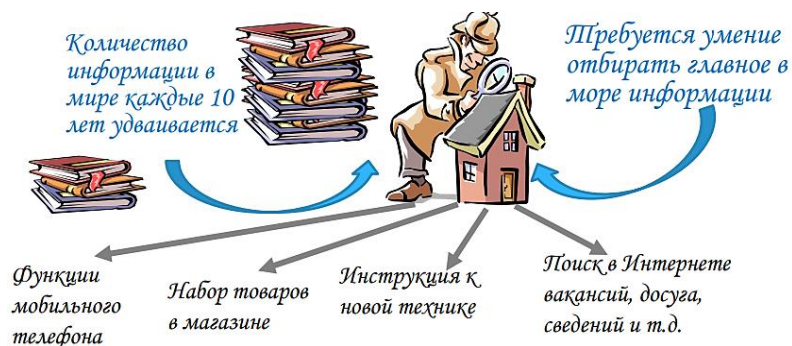 Количество
информации в
мире каждые 10
лет удваивается
Требуется умение
отбирать главное в
море информации
Функции
мобильного
телефона
Набор товаров
в магазине
Инструкция к
новой технике
Поиск в Интернете
вакансий, досуга,
сведений и т.д.